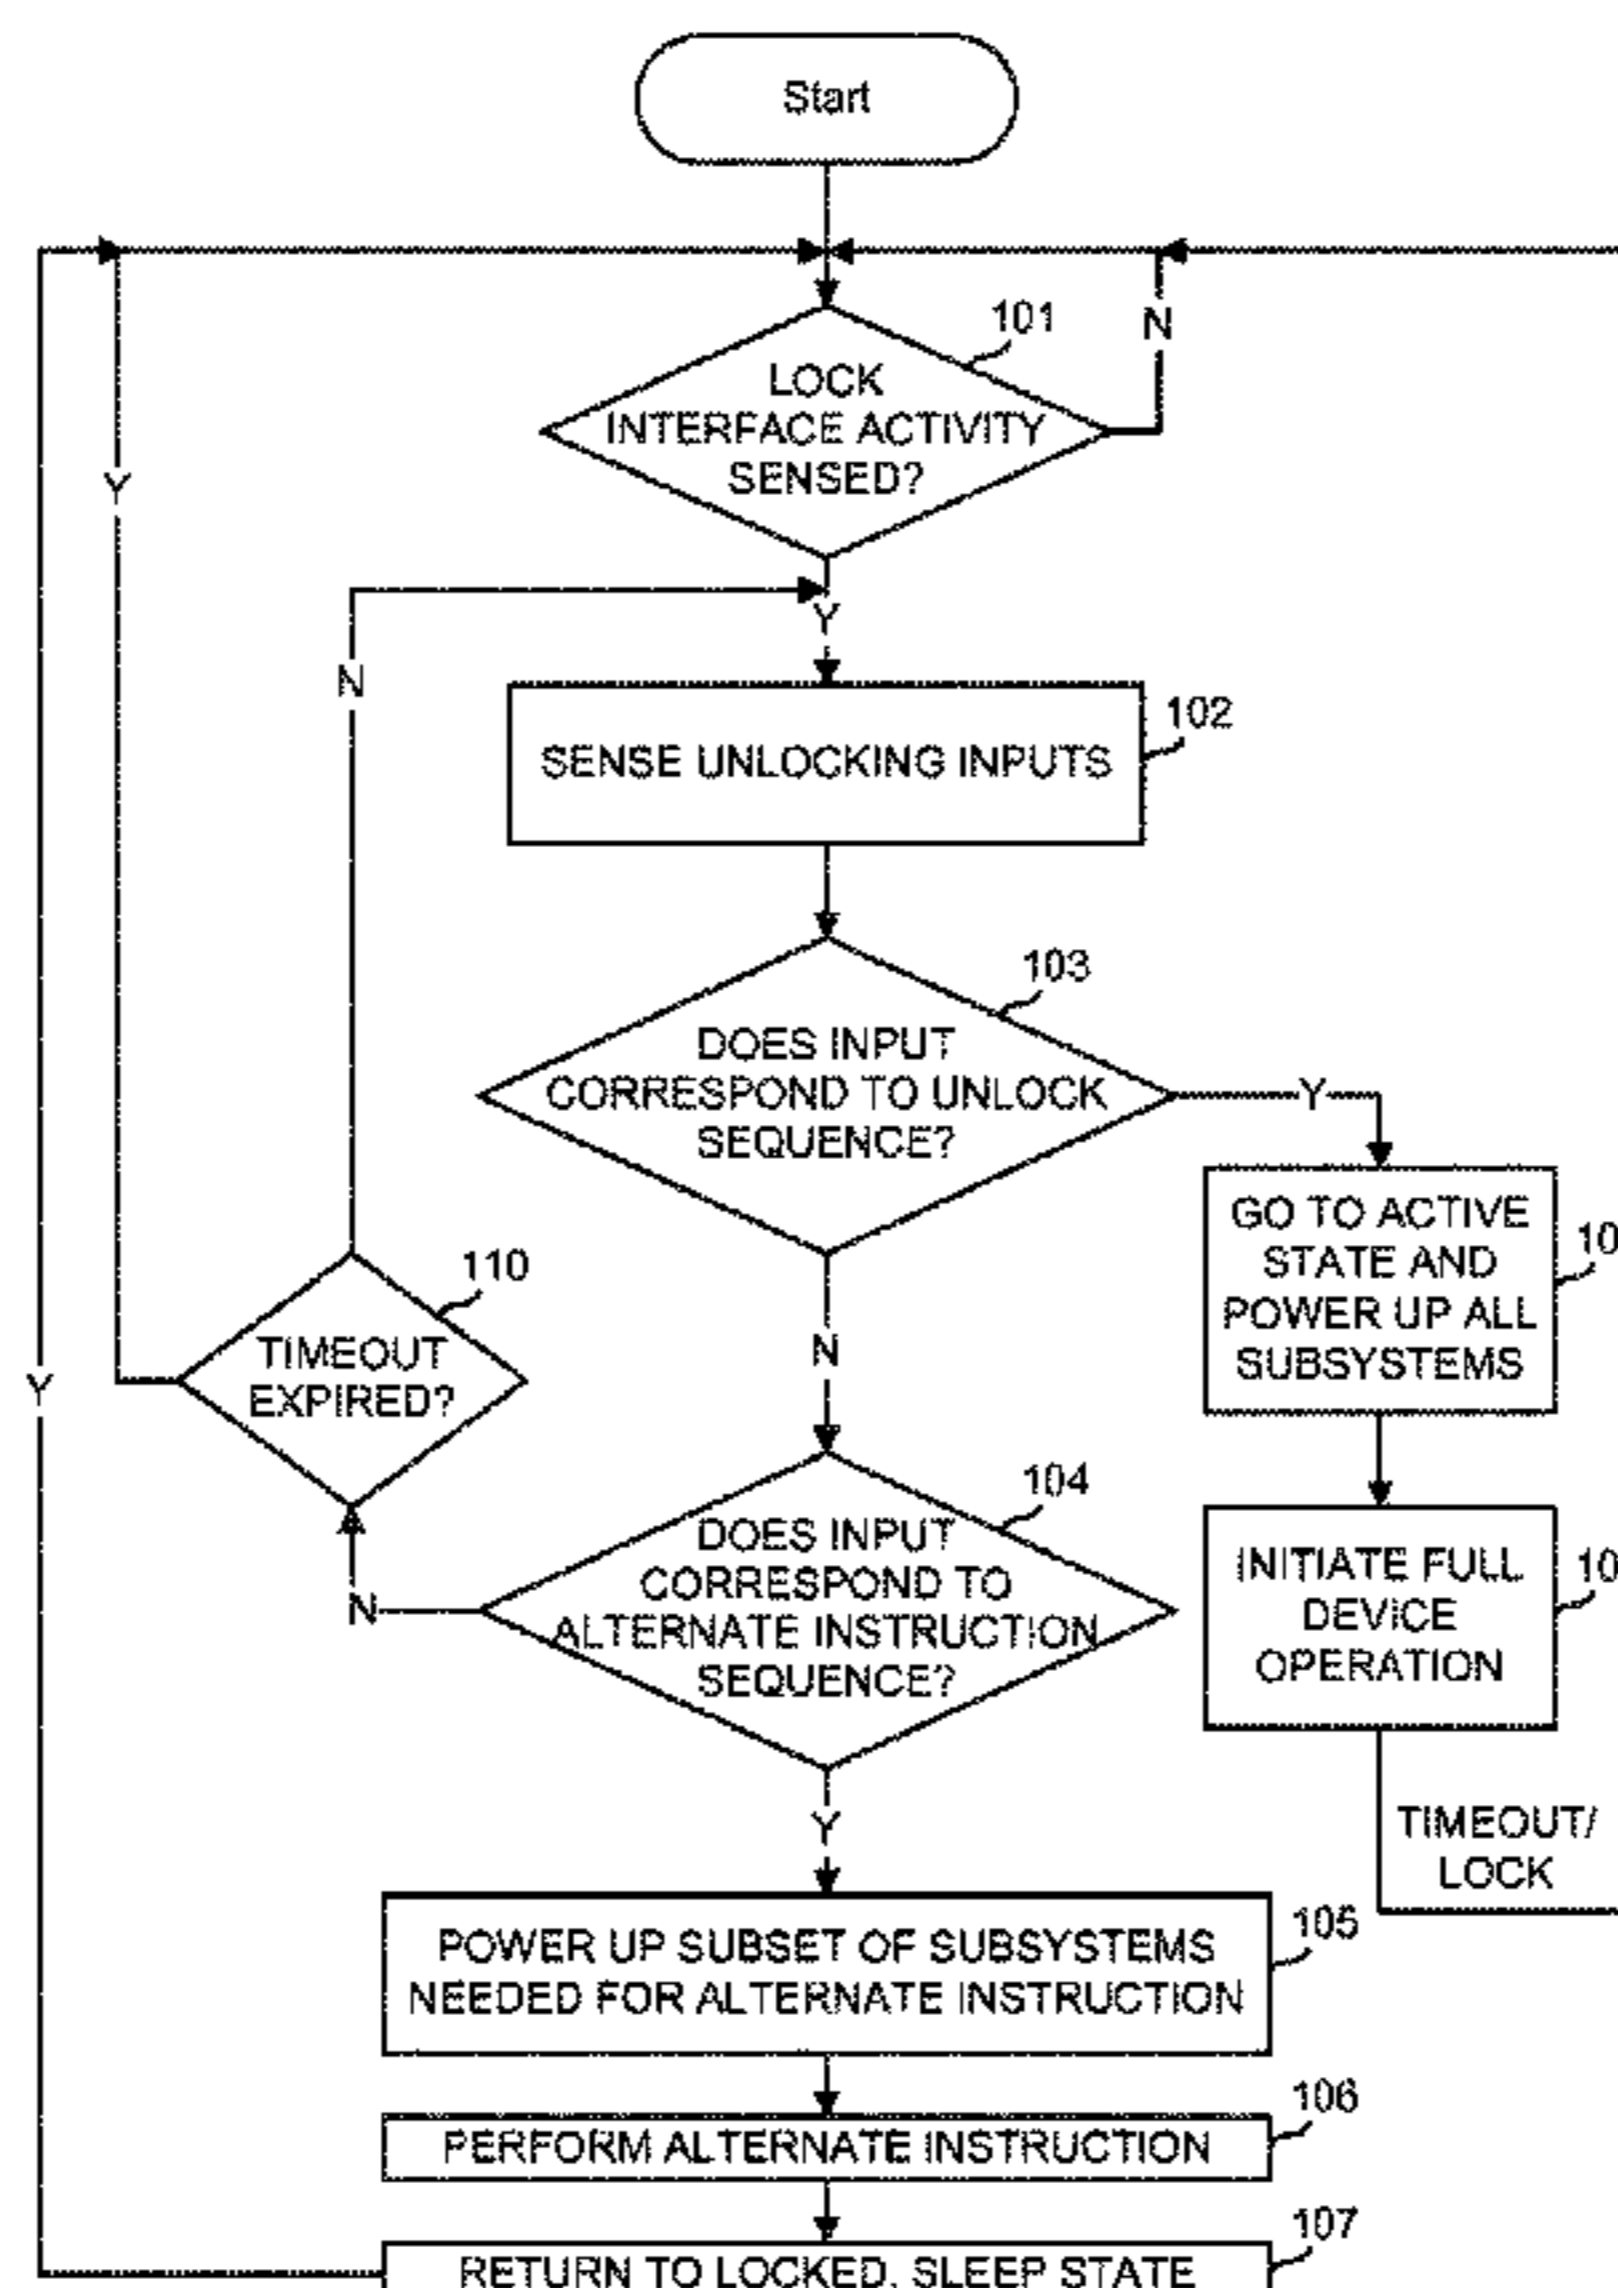 Start
101
N
LOCK
INTERFACE ACTIVITY
SENSED?
Y
Y
N
102
SENSE UNLOCKING INPUTS
103
DOES INPUT
CORRESPOND TO UNLOCK
SEQUENCE?
Y
GO TO ACTIVE
STATE AND
POWER UP ALL
SUBSYSTEMS
10
110
TIMEOUT
EXPIRED?
N
Y
104
DOES INPUT
CORRESPOND TO
ALTERNATE INSTRUCTION
SEQUENCE?
N
INITIATE FULL
DEVICE
OPERATION
10
Y
TIMEOUT/
LOCK
105
POWER UP SUBSET OF SUBSYSTEMS
NEEDED FOR ALTERNATE INSTRUCTION
106
PERFORM ALTERNATE INSTRUCTION
107
RETURN TO LOCKED, SLEEP STATE